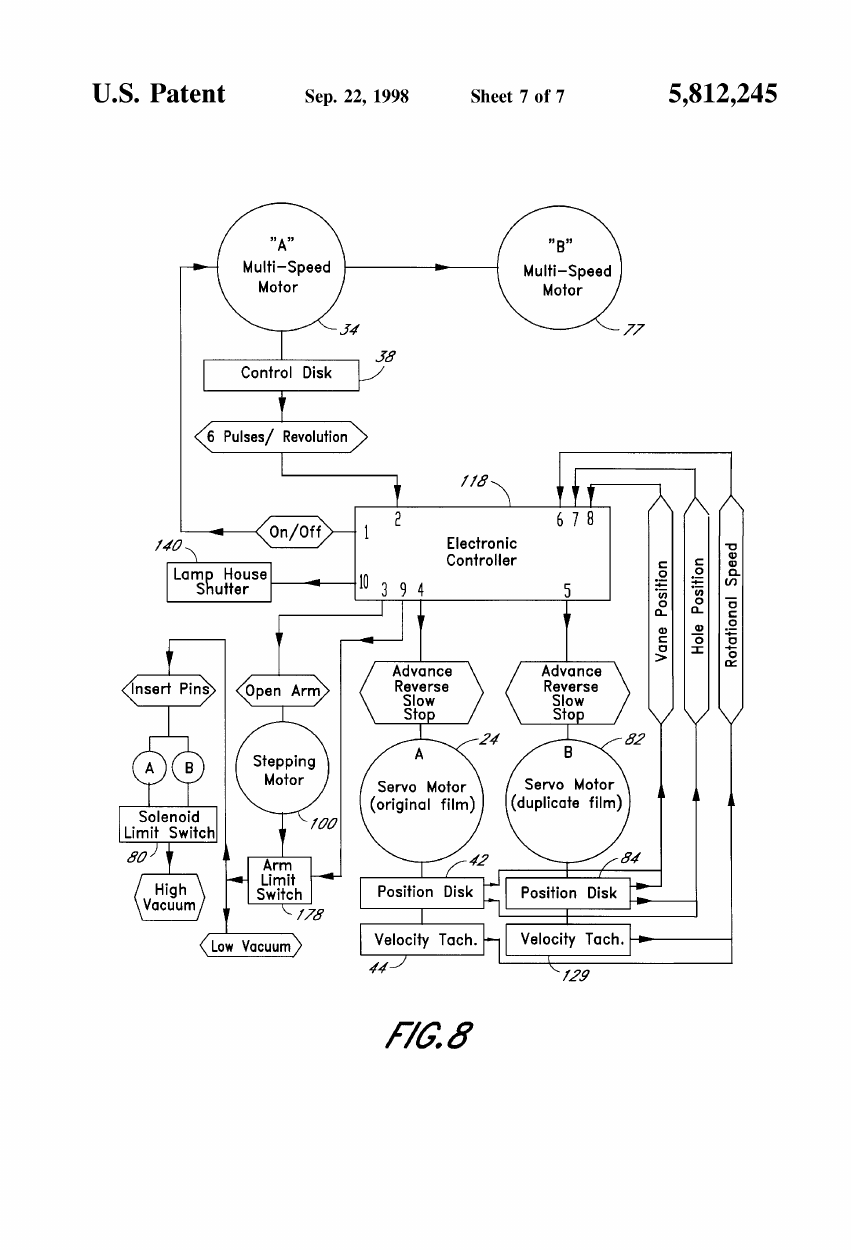 U.S. Patent Sep. 22, 1998 Sheet 7 of 7 5,812,245
"A"
Multi-Speed
Motor
34
"B"
Multi-Speed
Motor
77
Control Disk
38
6 Pulses/ Revolution
118
On/Off
1
2
6 7 8
Electronic
Controller
10
3 9 4
5
140
Lamp House
Shutter
Vane Position
Hole Position
Rotational Speed
Insert Pins
Open Arm
Advance
Reverse
Slow
Stop
Advance
Reverse
Slow
Stop
A
B
Solenoid
Limit Switch
80
High
Vacuum
Stepping
Motor
100
Arm
Limit
Switch
178
Low Vacuum
24
A
Servo Motor
(original film)
82
B
Servo Motor
(duplicate film)
42
Position Disk
84
Position Disk
Velocity Tach.
44
Velocity Tach.
129
FIG.8